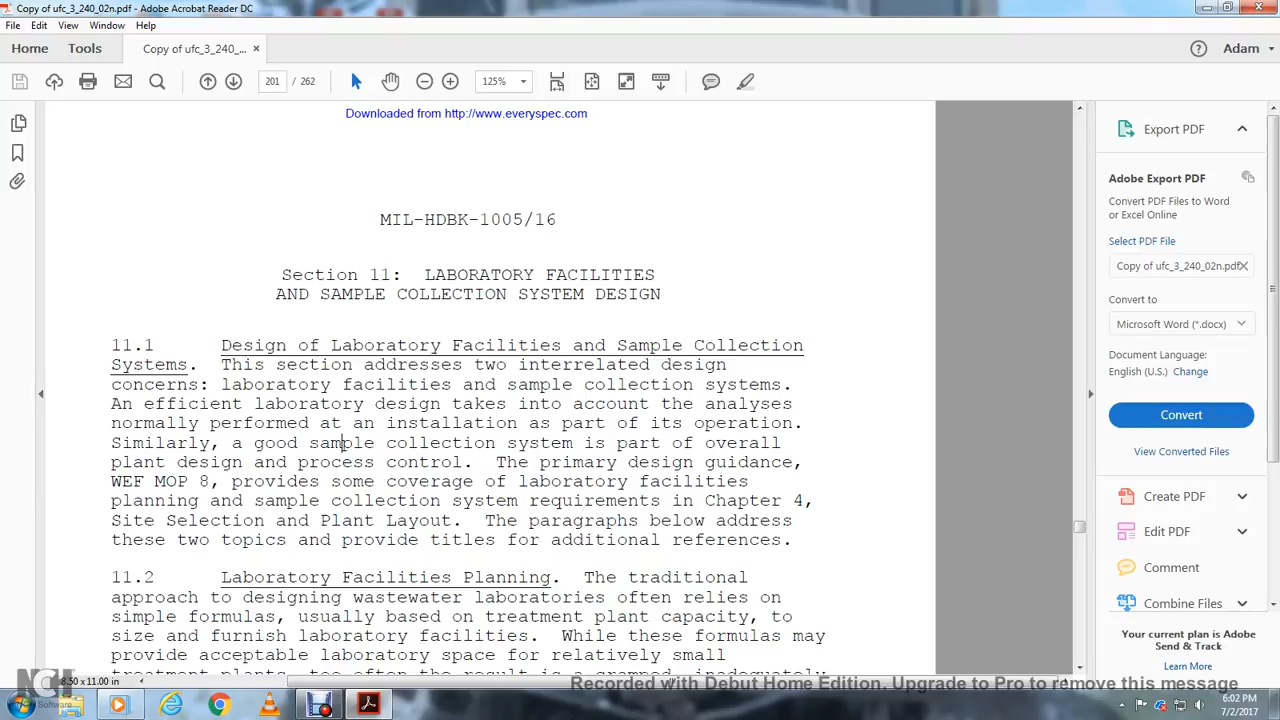 Copy of ufc_3_240_02n.pdf - Adobe Acrobat Reader DC
File Edit View Window Help
Home Tools Copy of ufc_3_240_... × Adam
201 / 262 125%
Downloaded from http://www.everyspec.com
MIL-HDBK-1005/16
Section 11: LABORATORY FACILITIES
AND SAMPLE COLLECTION SYSTEM DESIGN
11.1 Design of Laboratory Facilities and Sample Collection
Systems. This section addresses two interrelated design
concerns: laboratory facilities and sample collection systems.
An efficient laboratory design takes into account the analyses
normally performed at an installation as part of its operation.
Similarly, a good sample collection system is part of overall
plant design and process control. The primary design guidance,
WEF MOP 8, provides some coverage of laboratory facilities
planning and sample collection system requirements in Chapter 4,
Site Selection and Plant Layout. The paragraphs below address
these two topics and provide titles for additional references.
11.2 Laboratory Facilities Planning. The traditional
approach to designing wastewater laboratories often relies on
simple formulas, usually based on treatment plant capacity, to
size and furnish laboratory facilities. While these formulas may
provide acceptable laboratory space for relatively small
treatment plants, too often the result is a cramped, inadequately
8.50 x 11.00 in
Export PDF
Adobe Export PDF
Convert PDF Files to Word
or Excel Online
Select PDF File
Copy of ufc_3_240_02n.pdf ×
Convert to
Microsoft Word (*.docx)
Document Language:
English (U.S.) Change
Convert
View Converted Files
Create PDF
Edit PDF
Comment
Combine Files
Your current plan is Adobe
Send & Track
Learn More
Recorded with Debut Home Edition. Upgrade to Pro to remove this message
NCH Software
6:02 PM
7/2/2017